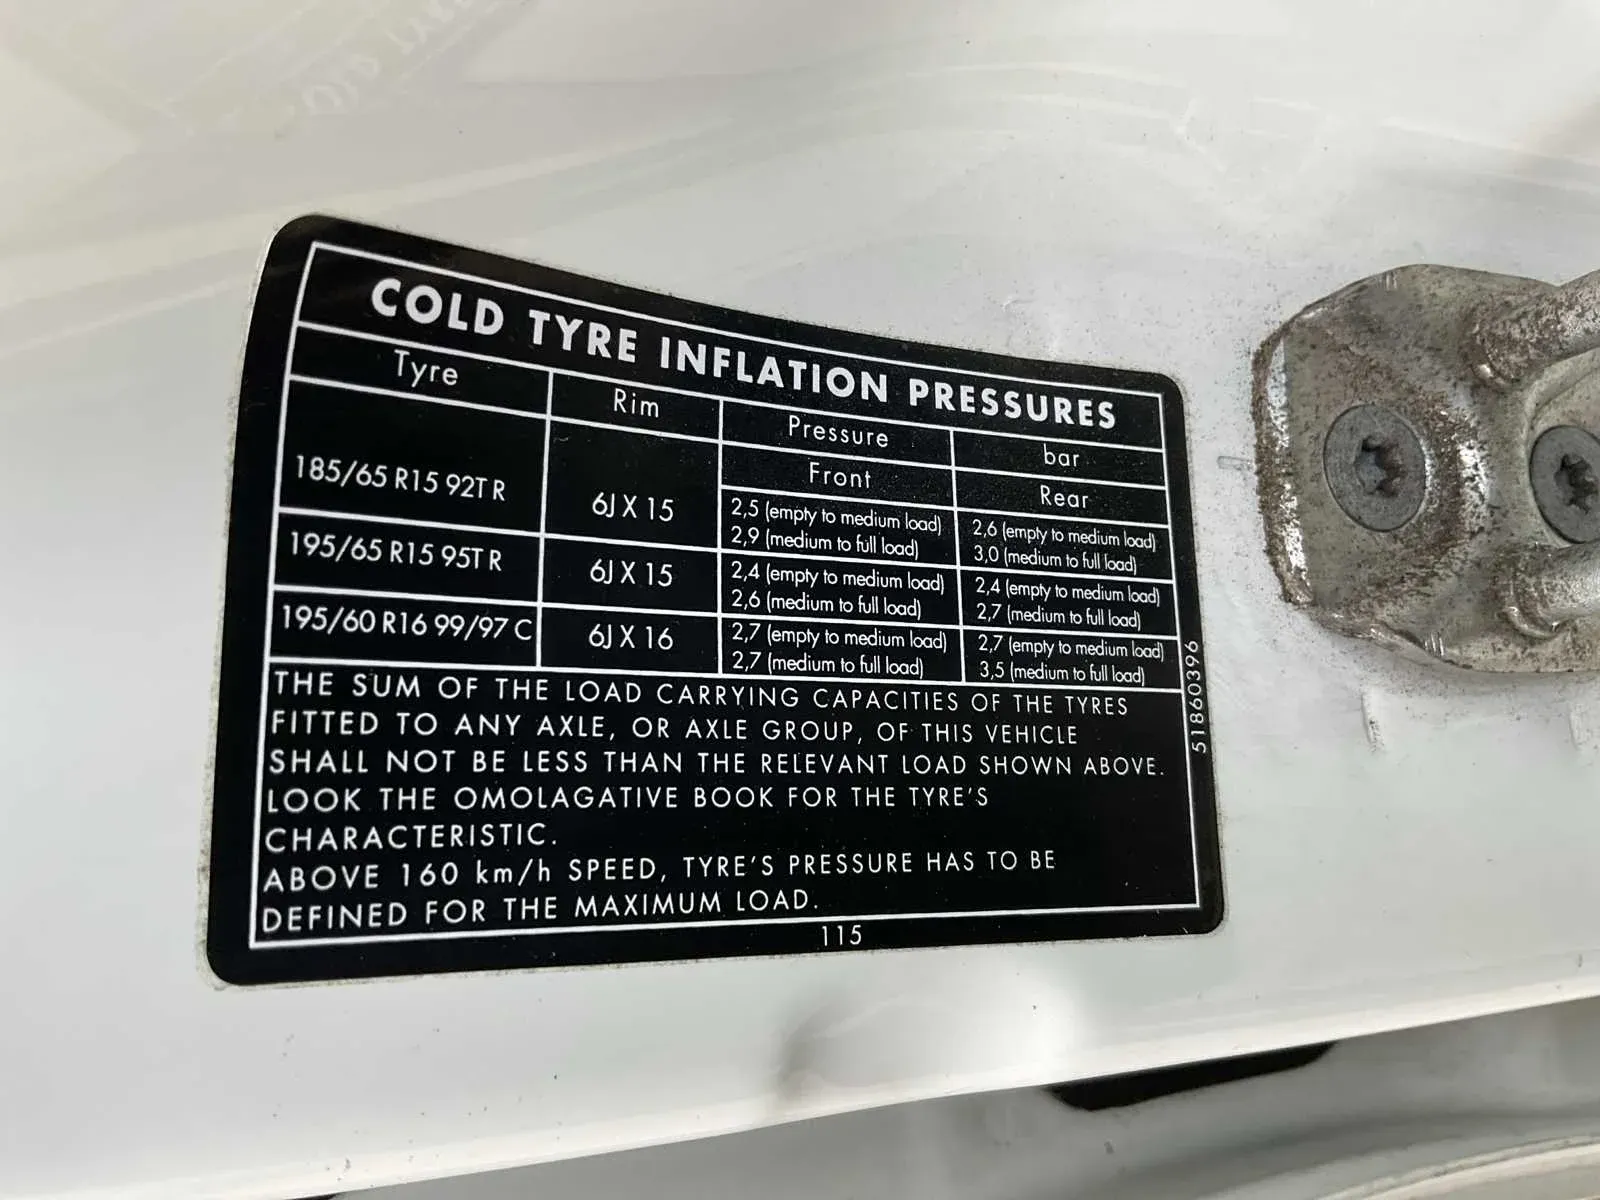 COLD TYRE INFLATION PRESSURES
Tyre Rim Pressure bar
Front Rear
185/65 R15 92T R 6J X 15 2,5 (empty to medium load) 2,6 (empty to medium load)
2,9 (medium to full load) 3,0 (medium to full load)
195/65 R15 95T R 6J X 15 2,4 (empty to medium load) 2,4 (empty to medium load)
2,6 (medium to full load) 2,7 (medium to full load)
195/60 R16 99/97 C 6J X 16 2,7 (empty to medium load) 2,7 (empty to medium load)
2,7 (medium to full load) 3,5 (medium to full load)
THE SUM OF THE LOAD CARRYING CAPACITIES OF THE TYRES
FITTED TO ANY AXLE, OR AXLE GROUP, OF THIS VEHICLE
SHALL NOT BE LESS THAN THE RELEVANT LOAD SHOWN ABOVE.
LOOK THE OMOLAGATIVE BOOK FOR THE TYRE'S
CHARACTERISTIC.
ABOVE 160 km/h SPEED, TYRE'S PRESSURE HAS TO BE
DEFINED FOR THE MAXIMUM LOAD.
115
51860396